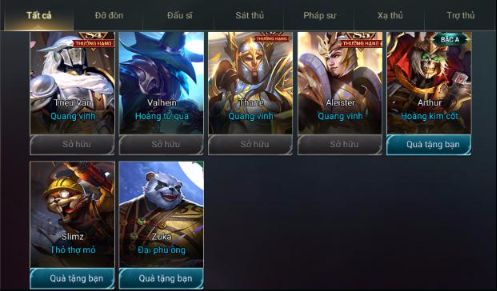 Tất cả
Đỡ đòn
Đấu sĩ
Sát thủ
Pháp sư
Xạ thủ
Trợ thủ
THƯỞNG HẠNG
THƯỞNG HẠNG
THƯỞNG HẠNG
BẬC A
Triệu Vân
Valhein
Thane
Aleister
Arthur
Quang vinh
Hoàng tử quạ
Quang vinh
Quang vinh
Hoàng kim cốt
Sở hữu
Sở hữu
Sở hữu
Sở hữu
Quà tặng bạn
Slimz
Zuka
Thỏ thợ mỏ
Đại phú ông
Quà tặng bạn
Quà tặng bạn